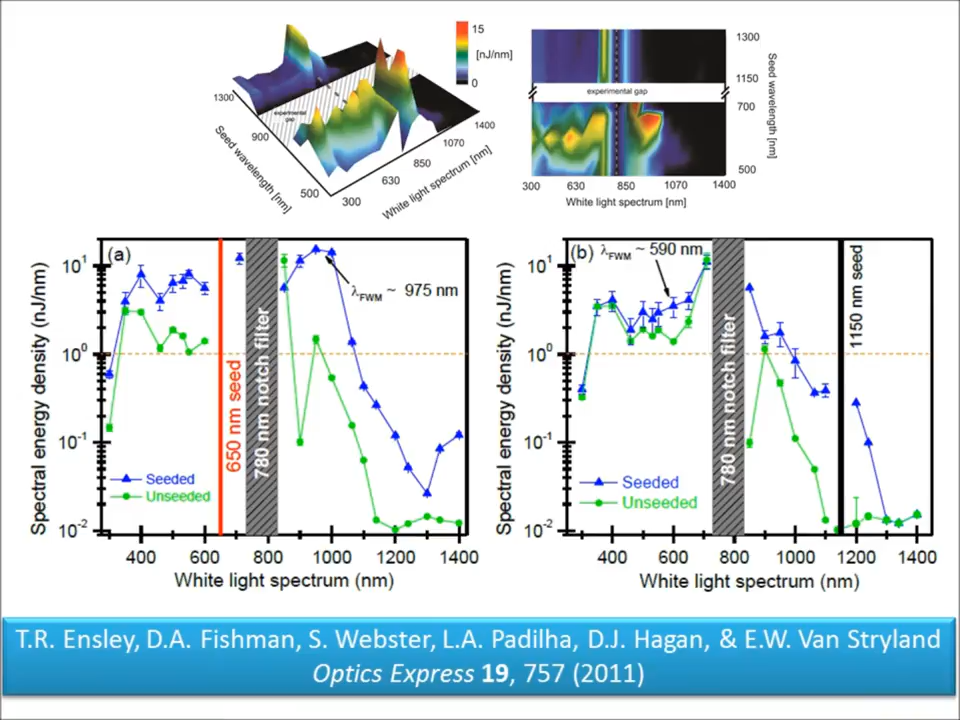 15
[nJ/nm]
0
experimental gap
1300
900
500
Seed wavelength [nm]
300
630
850
1070
1400
White light spectrum [nm]
1300
1150
700
500
Seed wavelength [nm]
experimental gap
300 630 850 1070 1400
White light spectrum [nm]
(a)
Spectral energy density (nJ/nm)
10¹
10⁰
10⁻¹
10⁻²
λFWM ~ 975 nm
650 nm seed
780 nm notch filter
Seeded
Unseeded
400 600 800 1000 1200 1400
White light spectrum (nm)
(b)
Spectral energy density (nJ/nm)
10¹
10⁰
10⁻¹
10⁻²
λFWM ~ 590 nm
780 nm notch filter
1150 nm seed
Seeded
Unseeded
400 600 800 1000 1200 1400
White light spectrum (nm)
T.R. Ensley, D.A. Fishman, S. Webster, L.A. Padilha, D.J. Hagan, & E.W. Van Stryland
Optics Express 19, 757 (2011)